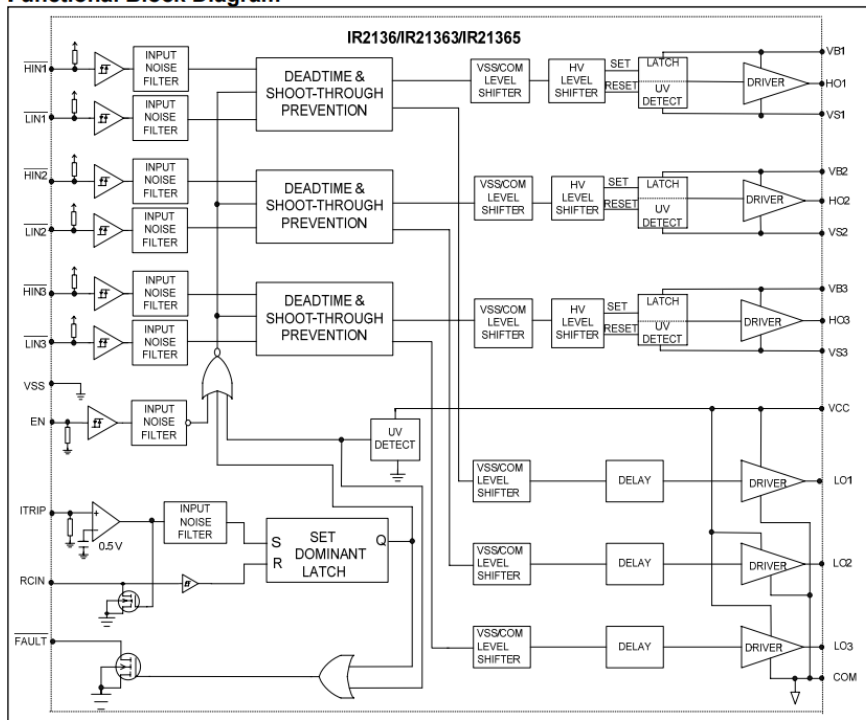 Functional Block Diagram
IR2136/IR21363/IR21365
HIN1
INPUT
NOISE
FILTER
DEADTIME &
SHOOT-THROUGH
PREVENTION
VSS/COM
LEVEL
SHIFTER
HV
LEVEL
SHIFTER
SET
RESET
LATCH
UV
DETECT
DRIVER
VB1
HO1
VS1
LIN1
INPUT
NOISE
FILTER
HIN2
INPUT
NOISE
FILTER
DEADTIME &
SHOOT-THROUGH
PREVENTION
VSS/COM
LEVEL
SHIFTER
HV
LEVEL
SHIFTER
SET
RESET
LATCH
UV
DETECT
DRIVER
VB2
HO2
VS2
LIN2
INPUT
NOISE
FILTER
HIN3
INPUT
NOISE
FILTER
DEADTIME &
SHOOT-THROUGH
PREVENTION
VSS/COM
LEVEL
SHIFTER
HV
LEVEL
SHIFTER
SET
RESET
LATCH
UV
DETECT
DRIVER
VB3
HO3
VS3
LIN3
INPUT
NOISE
FILTER
VSS
EN
INPUT
NOISE
FILTER
UV
DETECT
VCC
VSS/COM
LEVEL
SHIFTER
DELAY
DRIVER
LO1
ITRIP
0.5 V
INPUT
NOISE
FILTER
S
R
SET
DOMINANT
LATCH
Q
RCIN
VSS/COM
LEVEL
SHIFTER
DELAY
DRIVER
LO2
FAULT
VSS/COM
LEVEL
SHIFTER
DELAY
DRIVER
LO3
COM